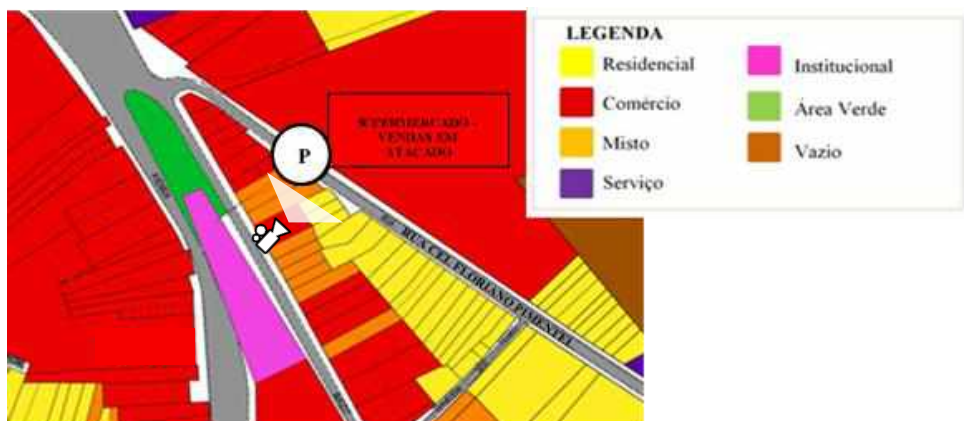 LEGENDA
Residencial
Comércio
Misto
Serviço
Institucional
Área Verde
Vazio
SUPERMERCADO -
VENDAS EM
ATACADO
P
RUA CEL FLORIANO PIMENTEL